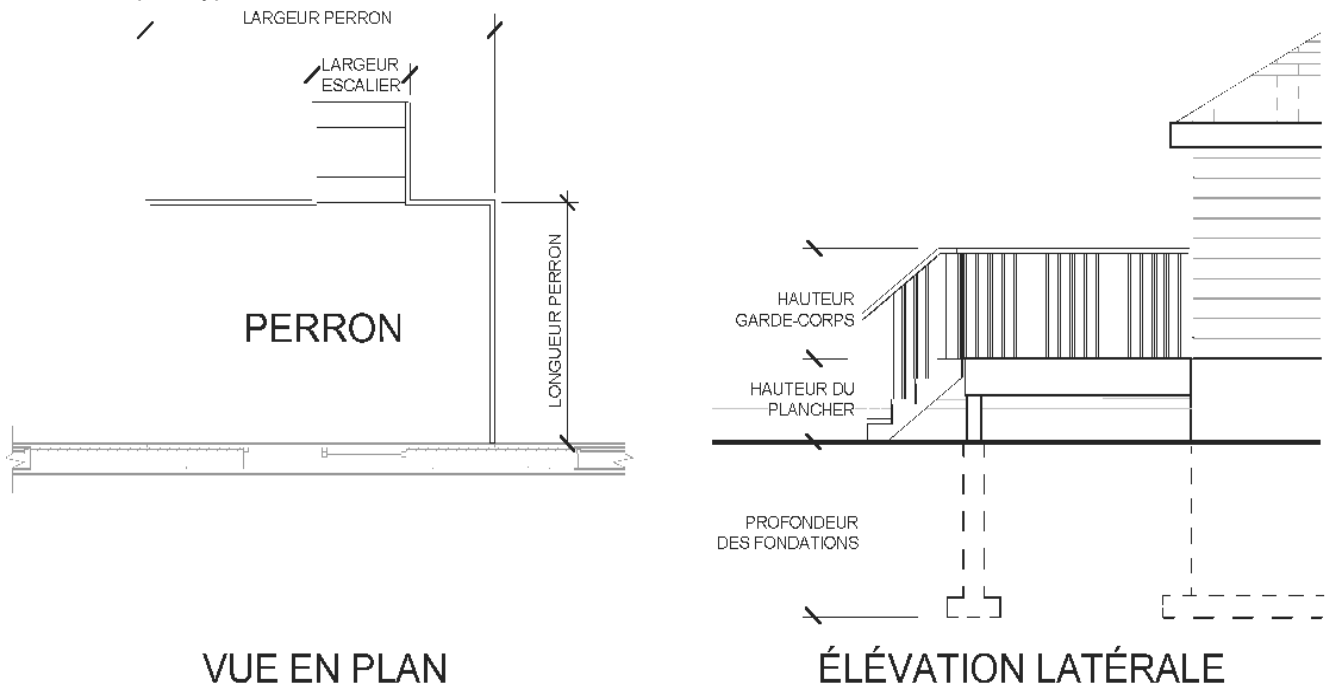 LARGEUR PERRON
LARGEUR
ESCALIER
PERRON
LONGUEUR PERRON
VUE EN PLAN
HAUTEUR
GARDE-CORPS
HAUTEUR DU
PLANCHER
PROFONDEUR
DES FONDATIONS
ÉLÉVATION LATÉRALE